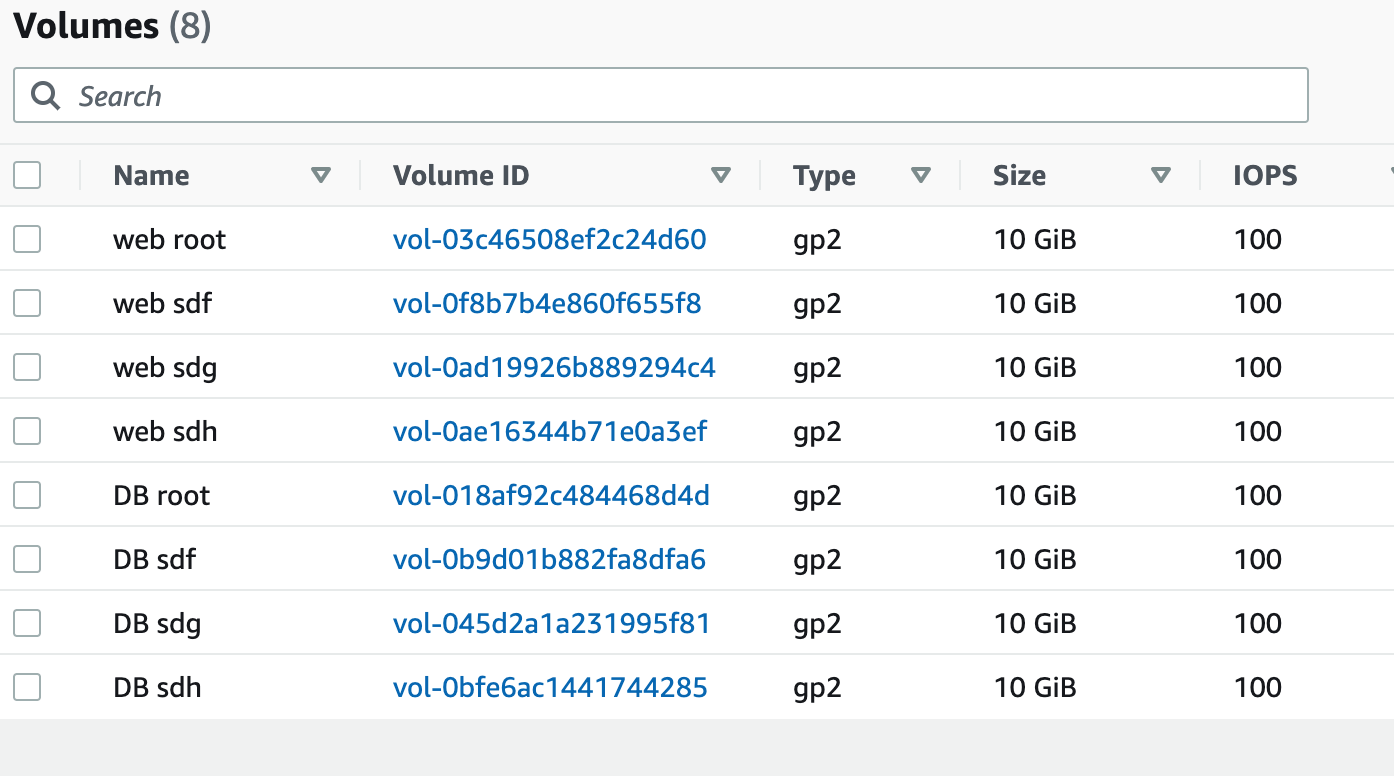 Volumes (8)
Search
Name Volume ID Type Size IOPS
web root vol-03c46508ef2c24d60 gp2 10 GiB 100
web sdf vol-0f8b7b4e860f655f8 gp2 10 GiB 100
web sdg vol-0ad19926b889294c4 gp2 10 GiB 100
web sdh vol-0ae16344b71e0a3ef gp2 10 GiB 100
DB root vol-018af92c484468d4d gp2 10 GiB 100
DB sdf vol-0b9d01b882fa8dfa6 gp2 10 GiB 100
DB sdg vol-045d2a1a231995f81 gp2 10 GiB 100
DB sdh vol-0bfe6ac1441744285 gp2 10 GiB 100